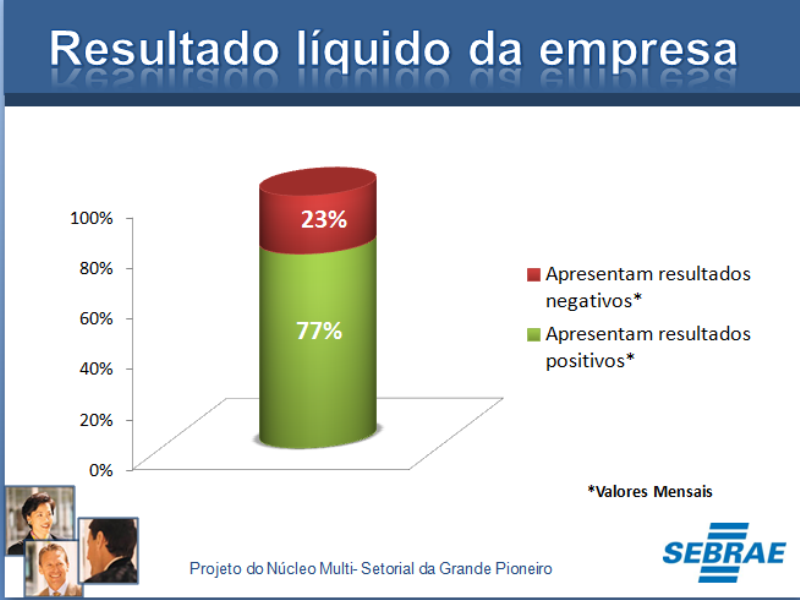 Resultado líquido da empresa
100%
80%
60%
40%
20%
0%
23%
77%
Apresentam resultados
negativos*
Apresentam resultados
positivos*
*Valores Mensais
Projeto do Núcleo Multi- Setorial da Grande Pioneiro
SEBRAE